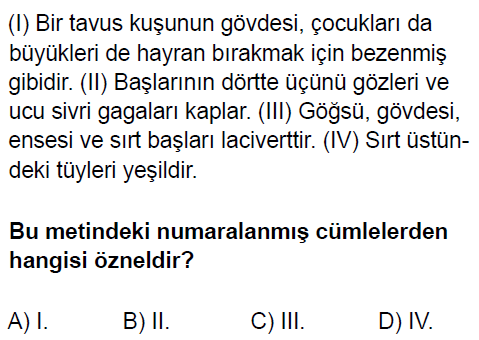 (I) Bir tavus kuşunun gövdesi, çocukları da
büyükleri de hayran bırakmak için bezenmiş
gibidir. (II) Başlarının dörtte üçünü gözleri ve
ucu sivri gagaları kaplar. (III) Göğsü, gövdesi,
ensesi ve sırt başları laciverttir. (IV) Sırt üstün-
deki tüyleri yeşildir.
Bu metindeki numaralanmış cümlelerden
hangisi özneldir?
A) I. B) II. C) III. D) IV.